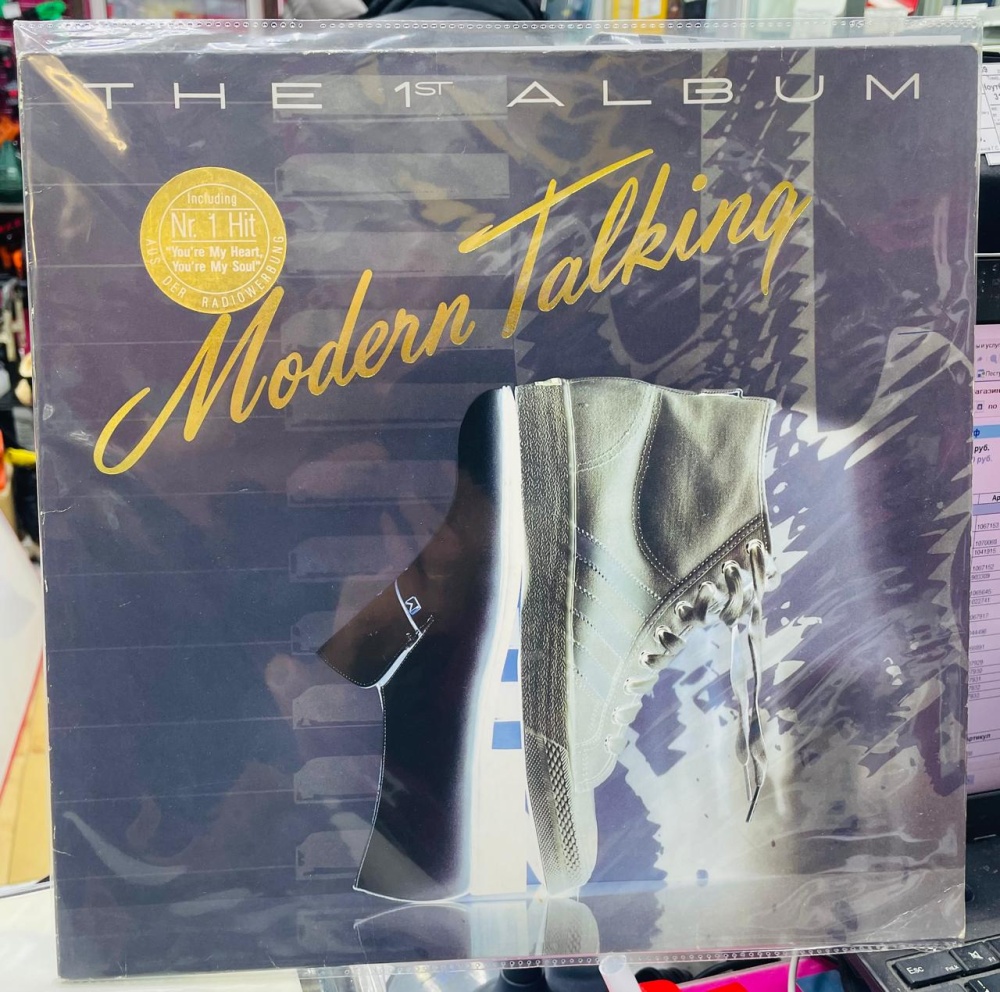 THE 1ST ALBUM
Including
Nr. 1 Hit
"You're My Heart,
You're My Soul"
AUS DER RADIOWERBUNG
Modern Talking
руб.
Esc